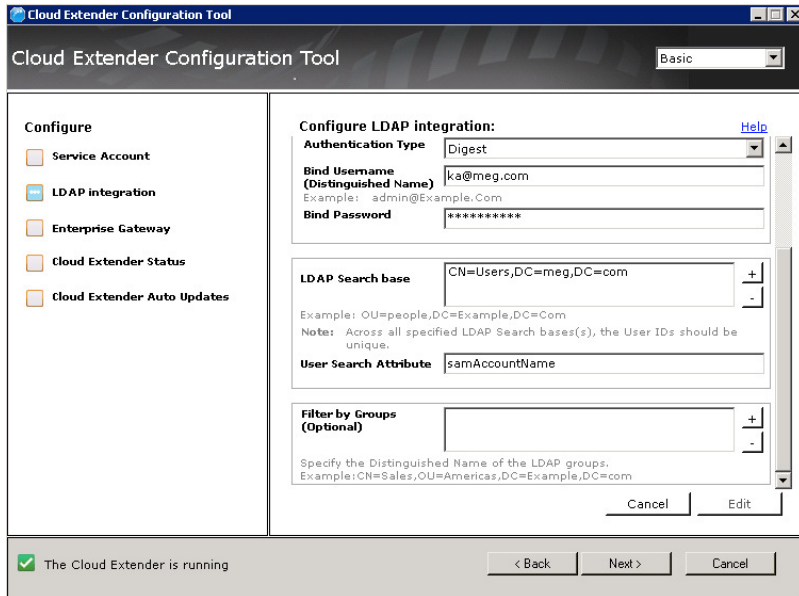 Cloud Extender Configuration Tool
Cloud Extender Configuration Tool
Basic
Configure
Service Account
LDAP integration
Enterprise Gateway
Cloud Extender Status
Cloud Extender Auto Updates
Configure LDAP integration:
Help
Authentication Type
Digest
Bind Username
(Distinguished Name)
ka@meg.com
Example: admin@Example.Com
Bind Password
**********
LDAP Search base
CN=Users,DC=meg,DC=com
+
-
Example: OU=people,DC=Example,DC=Com
Note: Across all specified LDAP Search bases(s), the User IDs should be
unique.
User Search Attribute
samAccountName
Filter by Groups
(Optional)
+
-
Specify the Distinguished Name of the LDAP groups.
Example:CN=Sales,OU=Americas,DC=Example,DC=com
Cancel
Edit
The Cloud Extender is running
< Back
Next >
Cancel